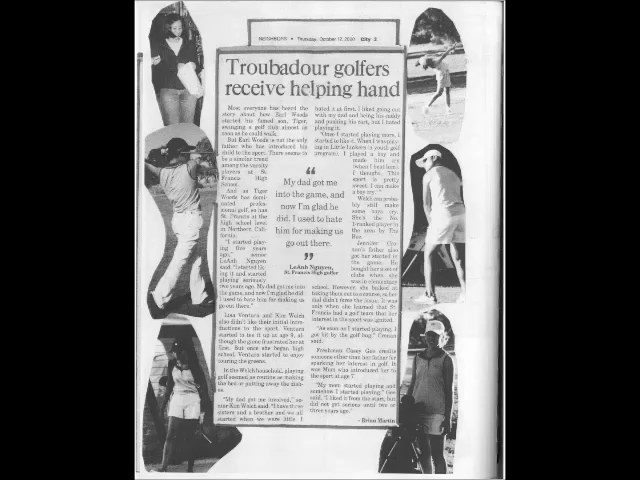 NEIGHBORS • Thursday, October 12, 2000 City 2
Troubadour golfers
receive helping hand
Most everyone has heard the
story about how Earl Woods
started his famed son, Tiger,
swinging a golf club almost as
soon as he could walk.
But Earl Woods is not the only
father who has introduced his
child to the sport. There seems to
be a similar trend
among the varsity
players at St.
Francis High
School.
And as Tiger
Woods has domi-
nated profes-
sional golf, so has
St. Francis at the
high school level
in Northern Cali-
fornia.
"I started play-
ing five years
ago," senior
LeAnh Nguyen
said. "I started lik-
ing it and started
playing seriously
two years ago. My dad got me into
the game, and now I'm glad he did.
I used to hate him for making us
go out there."
Lisa Ventura and Kim Welch
also didn't like their initial intro-
ductions to the sport. Ventura
started to tee it up at age 8, al-
though the game frustrated her at
first. But once she began high
school, Ventura started to enjoy
touring the greens.
In the Welch household, playing
golf seemed as routine as making
the bed or putting away the dish-
es.
"My dad got me involved," se-
nior Kim Welch said. "I have three
sisters and a brother and we all
started when we were little. I
hated it at first. I liked going out
with my dad and being his caddy
and pushing his cart, but I hated
playing it.
"Once I started playing more, I
started to like it. When I was play-
ing in Little Linksters (a youth golf
program), I played a boy and
made him cry
(when I beat him).
I thought, 'This
sport is pretty
sweet. I can make
a boy cry.'"
Welch can proba-
bly still make
some boys cry.
She's the No.
1-ranked player
in the area by The
Bee.
Jennifer
also
got her started in
the game. He
bought her a set of
clubs when she
was in elementary
school. However, she balked at
taking them out to a course, so her
dad didn't force the issue. It was
only when she learned that St.
Francis had a golf team that her
interest in the sport was ignited.
"As soon as I started playing, I
got bit by the golf bug,"
said.
Freshman Casey Gee credits
someone other than her father for
sparking her interest in golf. It
was Mom who introduced her to
the sport at age 7.
"My mom started playing and
somehow I started playing," Gee
said. "I liked it from the start, but
did not get serious until two or
three years ago."
- Brian Martin
“
My dad got me
into the game, and
now I'm glad he
did. I used to hate
him for making us
go out there.
”
LeAnh Nguyen,
St. Francis High golfer